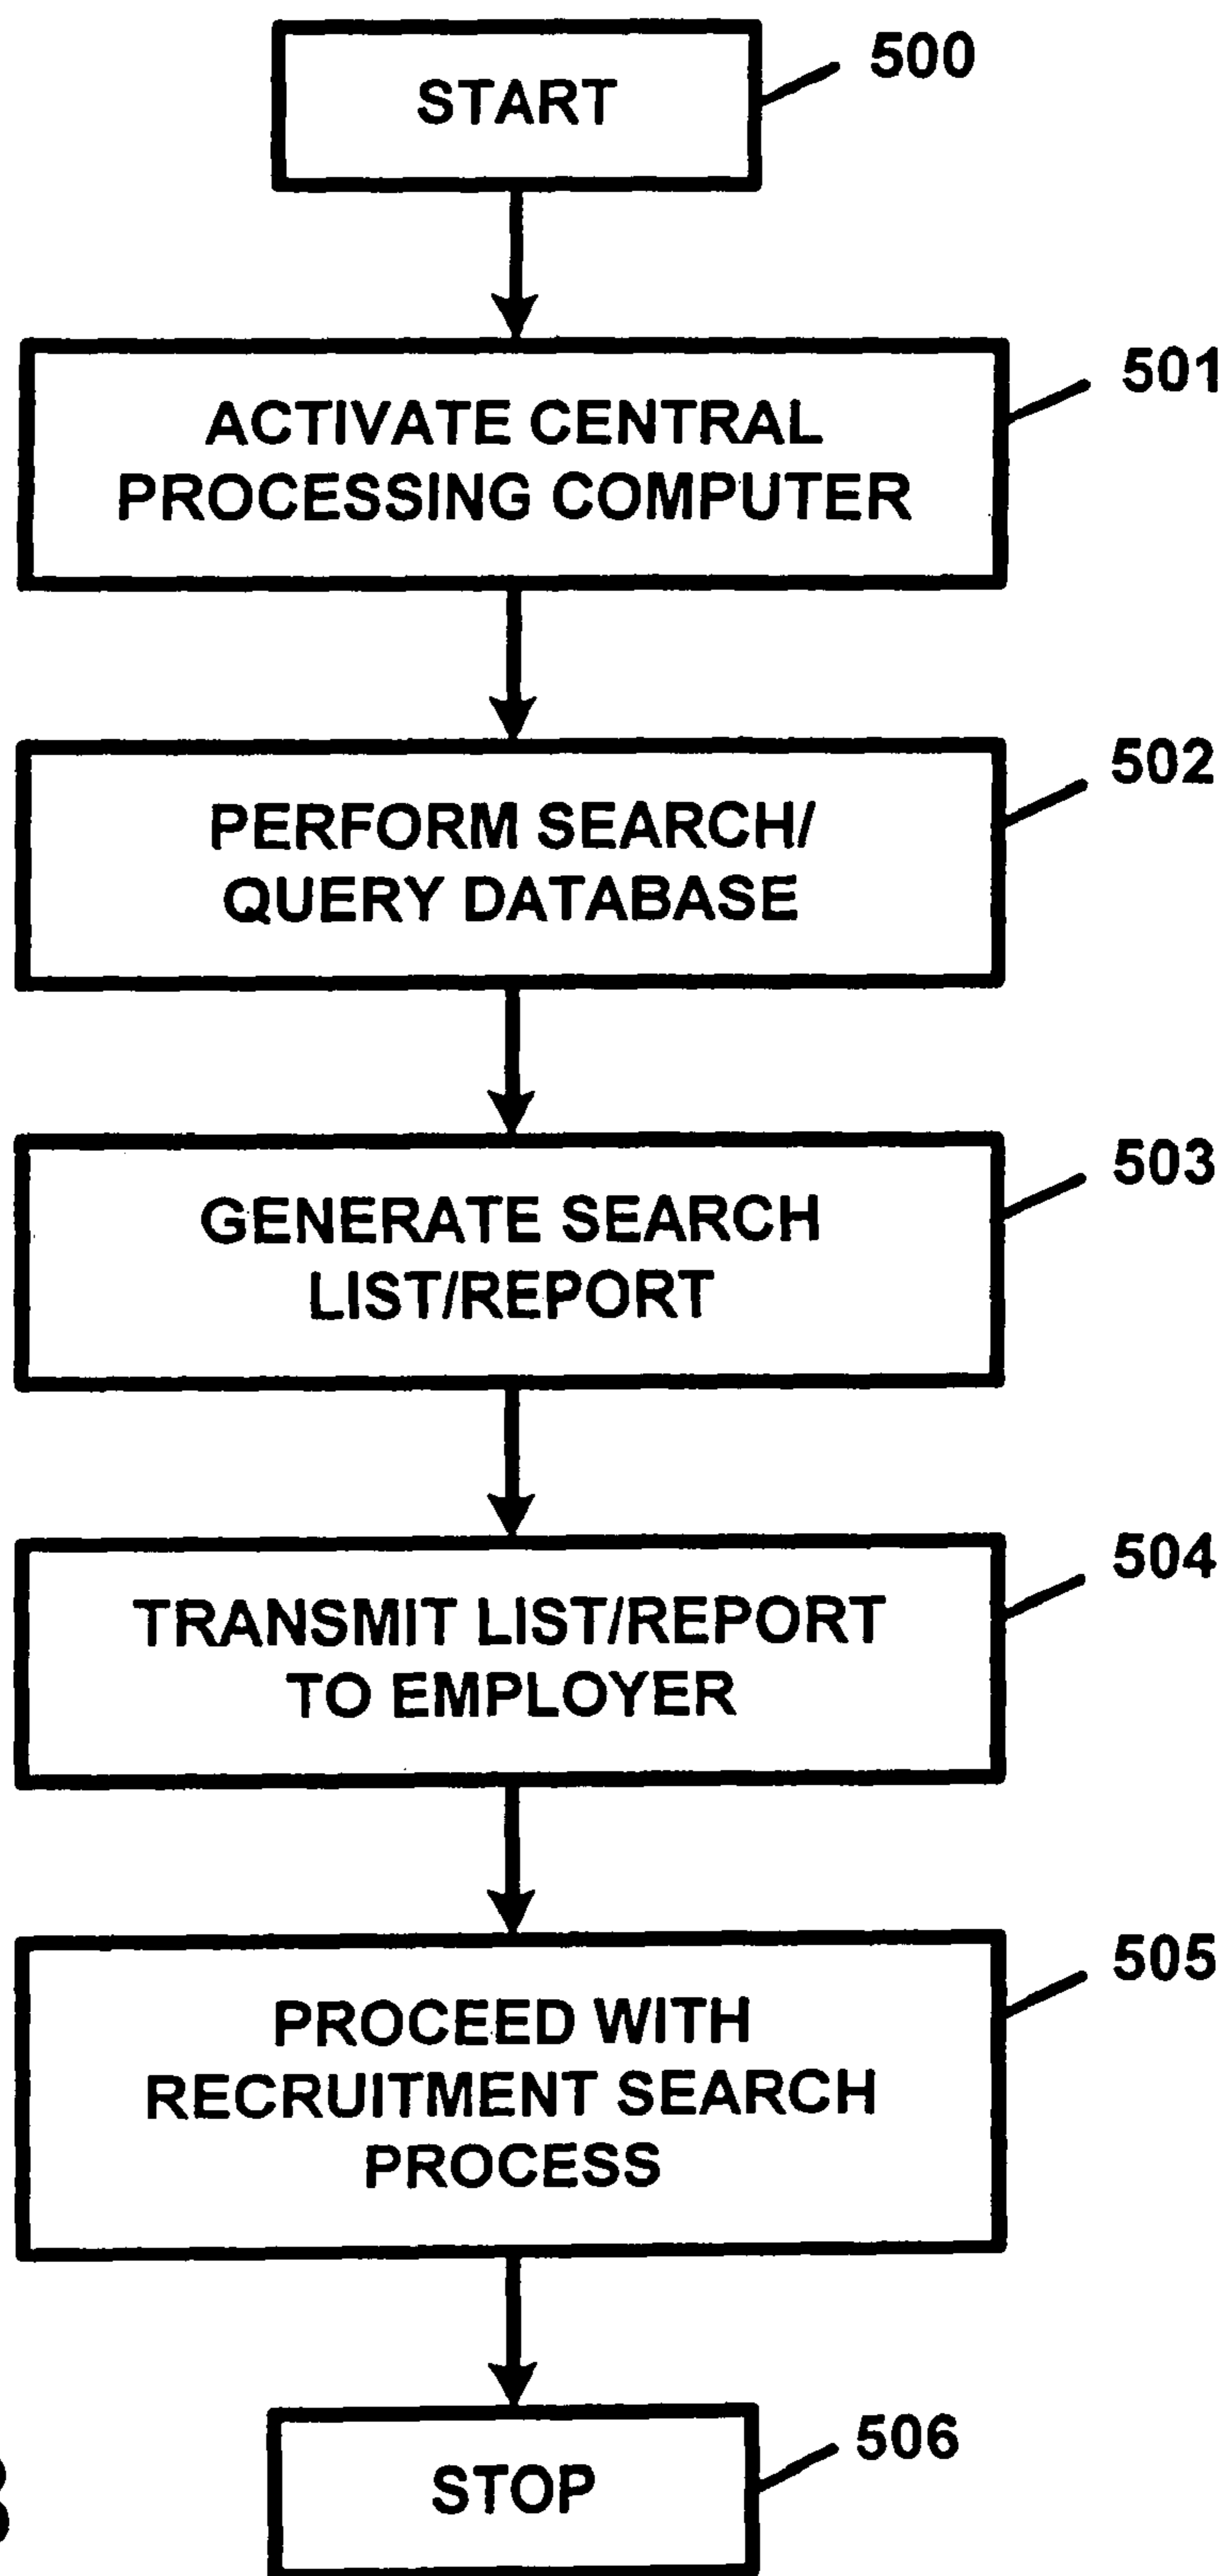 START
500
ACTIVATE CENTRAL
PROCESSING COMPUTER
501
PERFORM SEARCH/
QUERY DATABASE
502
GENERATE SEARCH
LIST/REPORT
503
TRANSMIT LIST/REPORT
TO EMPLOYER
504
PROCEED WITH
RECRUITMENT SEARCH
PROCESS
505
STOP
506